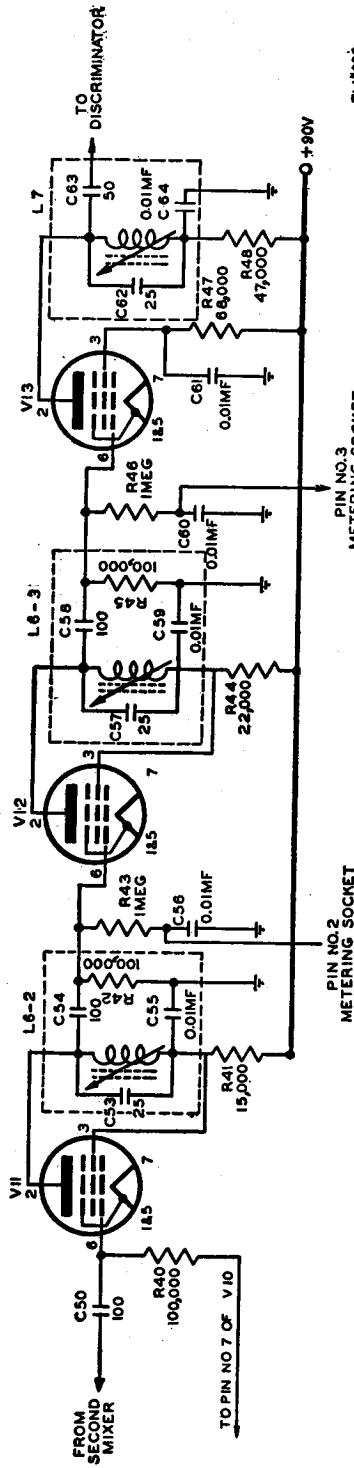 FROM
SECOND
MIXER
C50
100
R40
100,000
TO PIN NO 7 OF V10
V11
2
3
6
7
1&5
L6-2
C53
25
C54
100
R42
100,000
C55
0.01MF
R41
15,000
R43
1MEG
C56
0.01MF
PIN NO.2
METERING SOCKET
V12
2
3
6
7
1&5
L6-3
C57
25
C58
100
R45
100,000
C59
0.01MF
R44
22,000
R46
1MEG
C60
0.01MF
PIN NO.3
METERING SOCKET
V13
2
3
6
7
1&5
C61
0.01MF
R47
68,000
L7
C62
25
C63
50
0.01MF
C64
R48
47,000
TO
DISCRIMINATOR
+90V